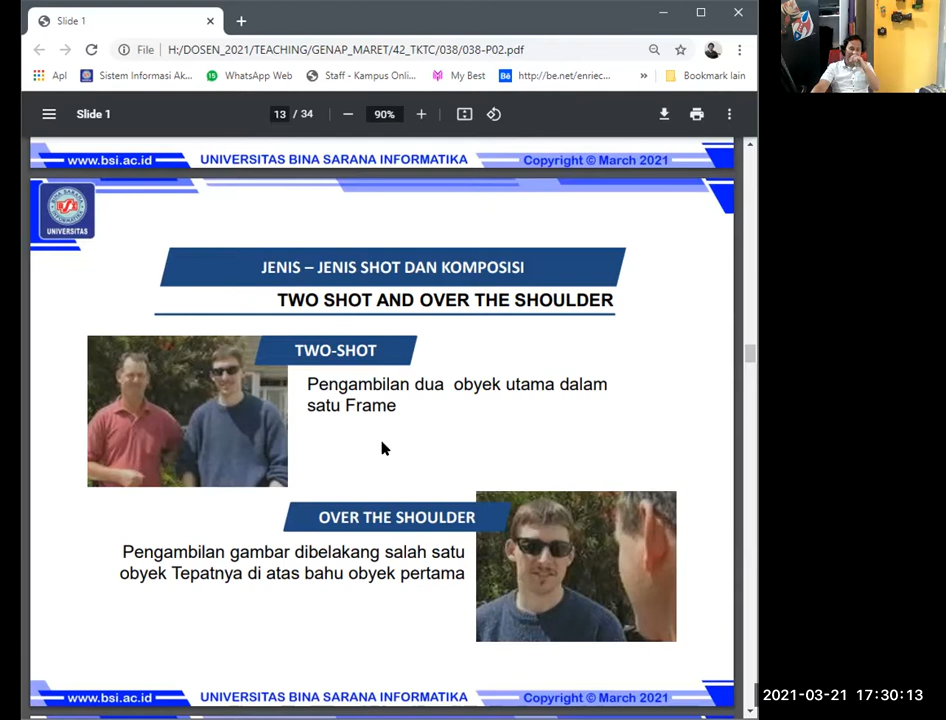 Slide 1
File H:/DOSEN_2021/TEACHING/GENAP_MARET/42_TKTC/038/038-P02.pdf
Apl Sistem Informasi Ak... WhatsApp Web Staff - Kampus Onli... My Best Bē http://be.net/enriec... » Bookmark lain
Slide 1 13 / 34 90%
www.bsi.ac.id UNIVERSITAS BINA SARANA INFORMATIKA Copyright © March 2021
BINA SARANA
BSI
UNIVERSITAS
JENIS – JENIS SHOT DAN KOMPOSISI
TWO SHOT AND OVER THE SHOULDER
TWO-SHOT
Pengambilan dua obyek utama dalam
satu Frame
OVER THE SHOULDER
Pengambilan gambar dibelakang salah satu
obyek Tepatnya di atas bahu obyek pertama
www.bsi.ac.id UNIVERSITAS BINA SARANA INFORMATIKA Copyright © March 2021
2021-03-21 17:30:13